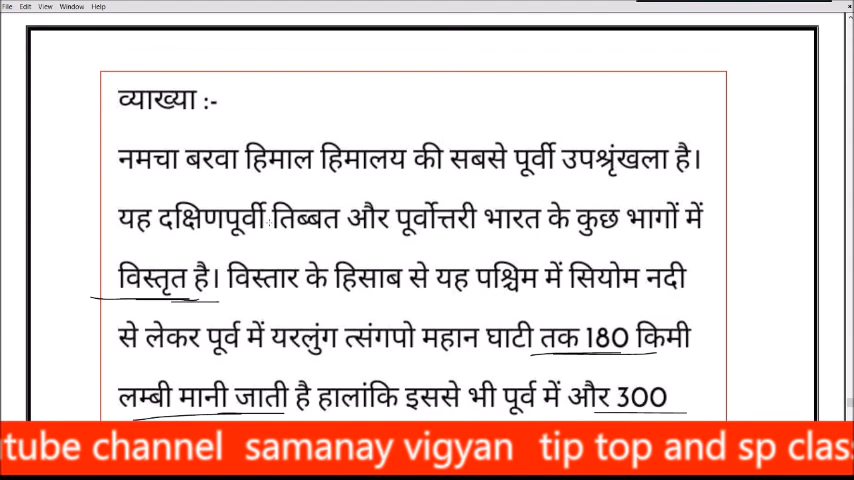 File Edit View Window Help
व्याख्या :-
नमचा बरवा हिमाल हिमालय की सबसे पूर्वी उपश्रृंखला है।
यह दक्षिणपूर्वी तिब्बत और पूर्वोत्तरी भारत के कुछ भागों में
विस्तृत है। विस्तार के हिसाब से यह पश्चिम में सियोम नदी
से लेकर पूर्व में यरलुंग त्संगपो महान घाटी तक 180 किमी
लम्बी मानी जाती है हालांकि इससे भी पूर्व में और 300
utube channel samanay vigyan tip top and sp clas